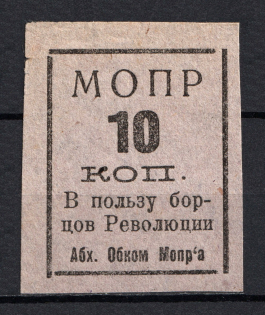 МОПР
10
КОП.
В пользу бор-
цов Революции
Абх. Обком Мопр'а